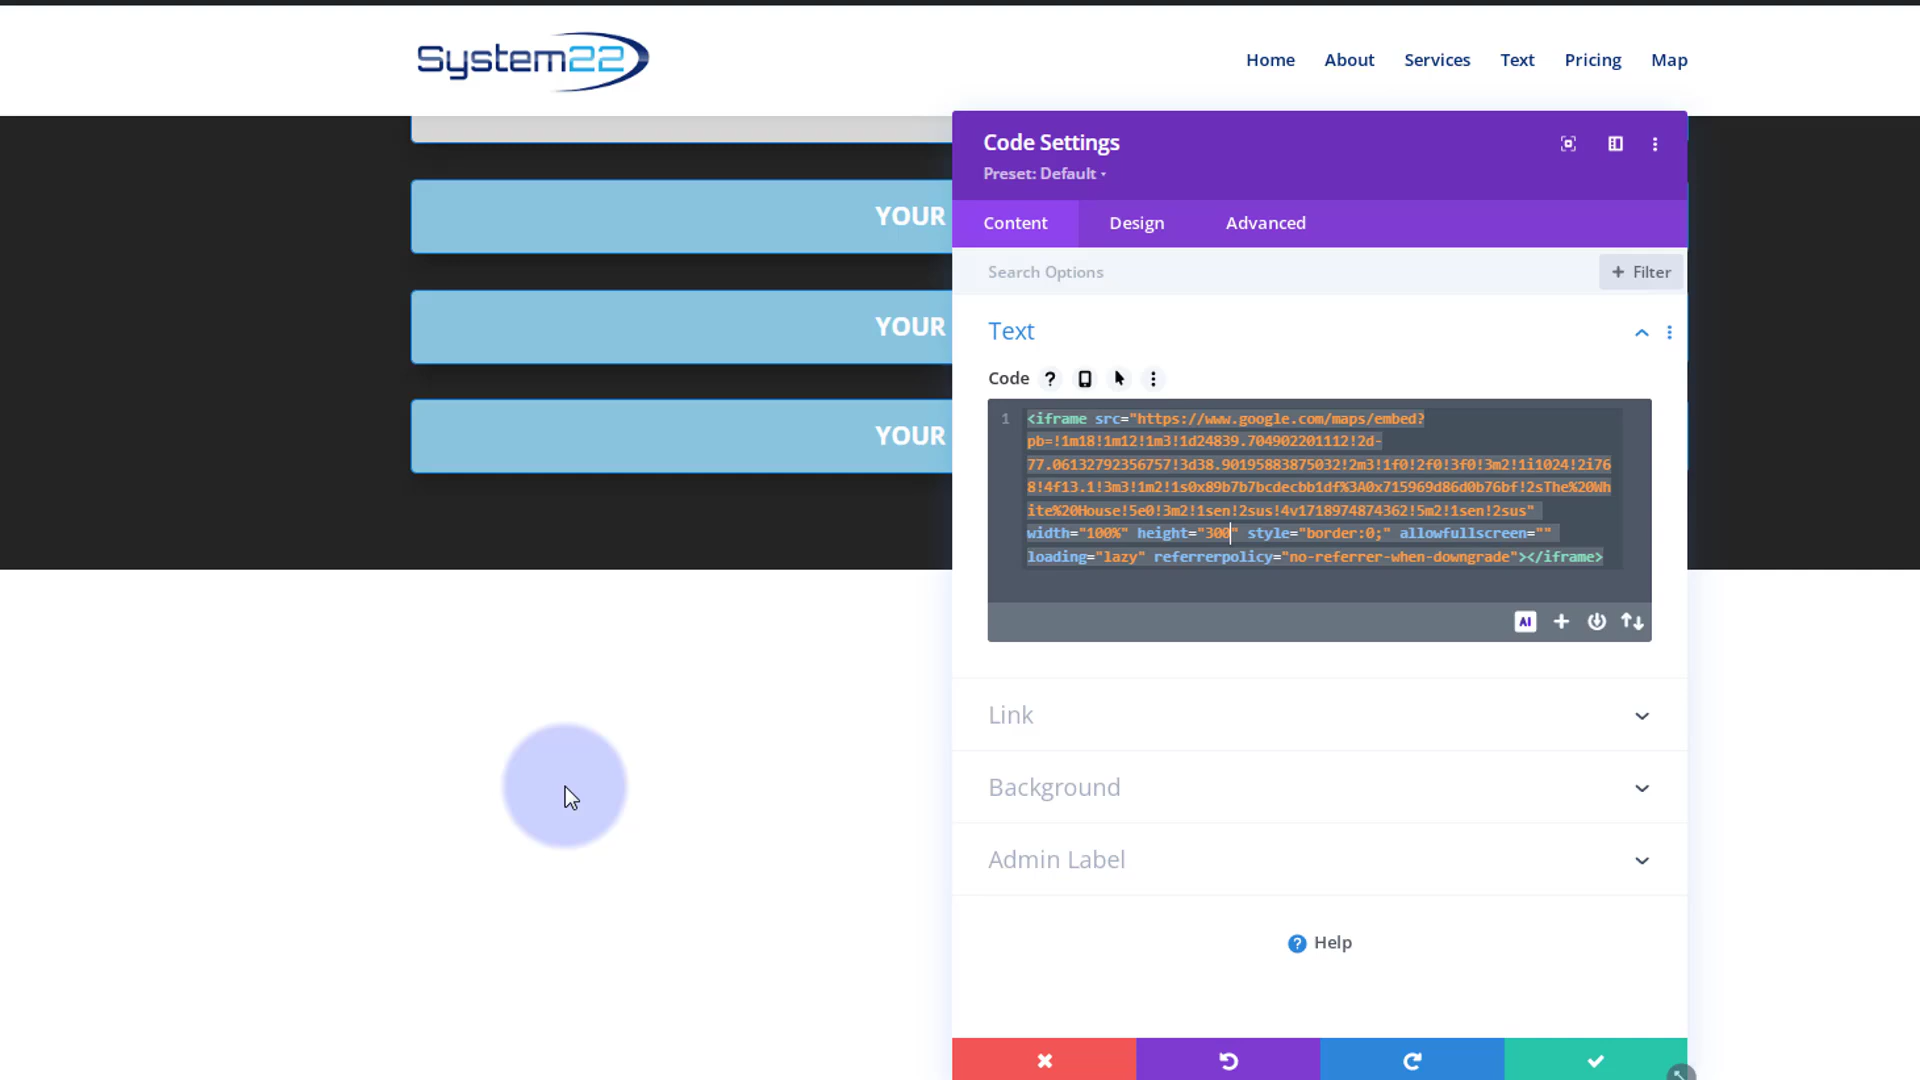 System22
Home About Services Text Pricing Map
Code Settings
Preset: Default
Content Design Advanced
Search Options
+ Filter
YOUR
YOUR
YOUR
Text
Code ?
1 <iframe src="https://www.google.com/maps/embed?
pb=!1m18!1m12!1m3!1d24839.704902201112!2d-
77.06132792356757!3d38.90195883875032!2m3!1f0!2f0!3f0!3m2!1i1024!2i76
8!4f13.1!3m3!1m2!1s0x89b7b7bcdecbb1df%3A0x715969d86d0b76bf!2sThe%20Wh
ite%20House!5e0!3m2!1sen!2sus!4v1718974874362!5m2!1sen!2sus"
width="100%" height="300" style="border:0;" allowfullscreen=""
loading="lazy" referrerpolicy="no-referrer-when-downgrade"></iframe>
AI
Link
Background
Admin Label
? Help